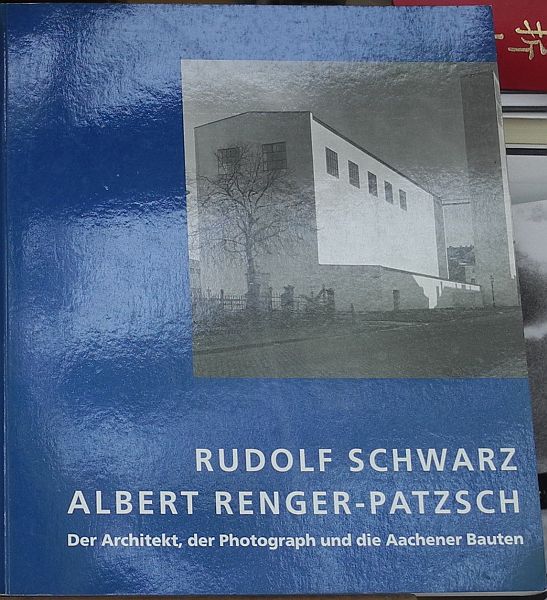 RUDOLF SCHWARZ
ALBERT RENGER-PATZSCH
Der Architekt, der Photograph und die Aachener Bauten